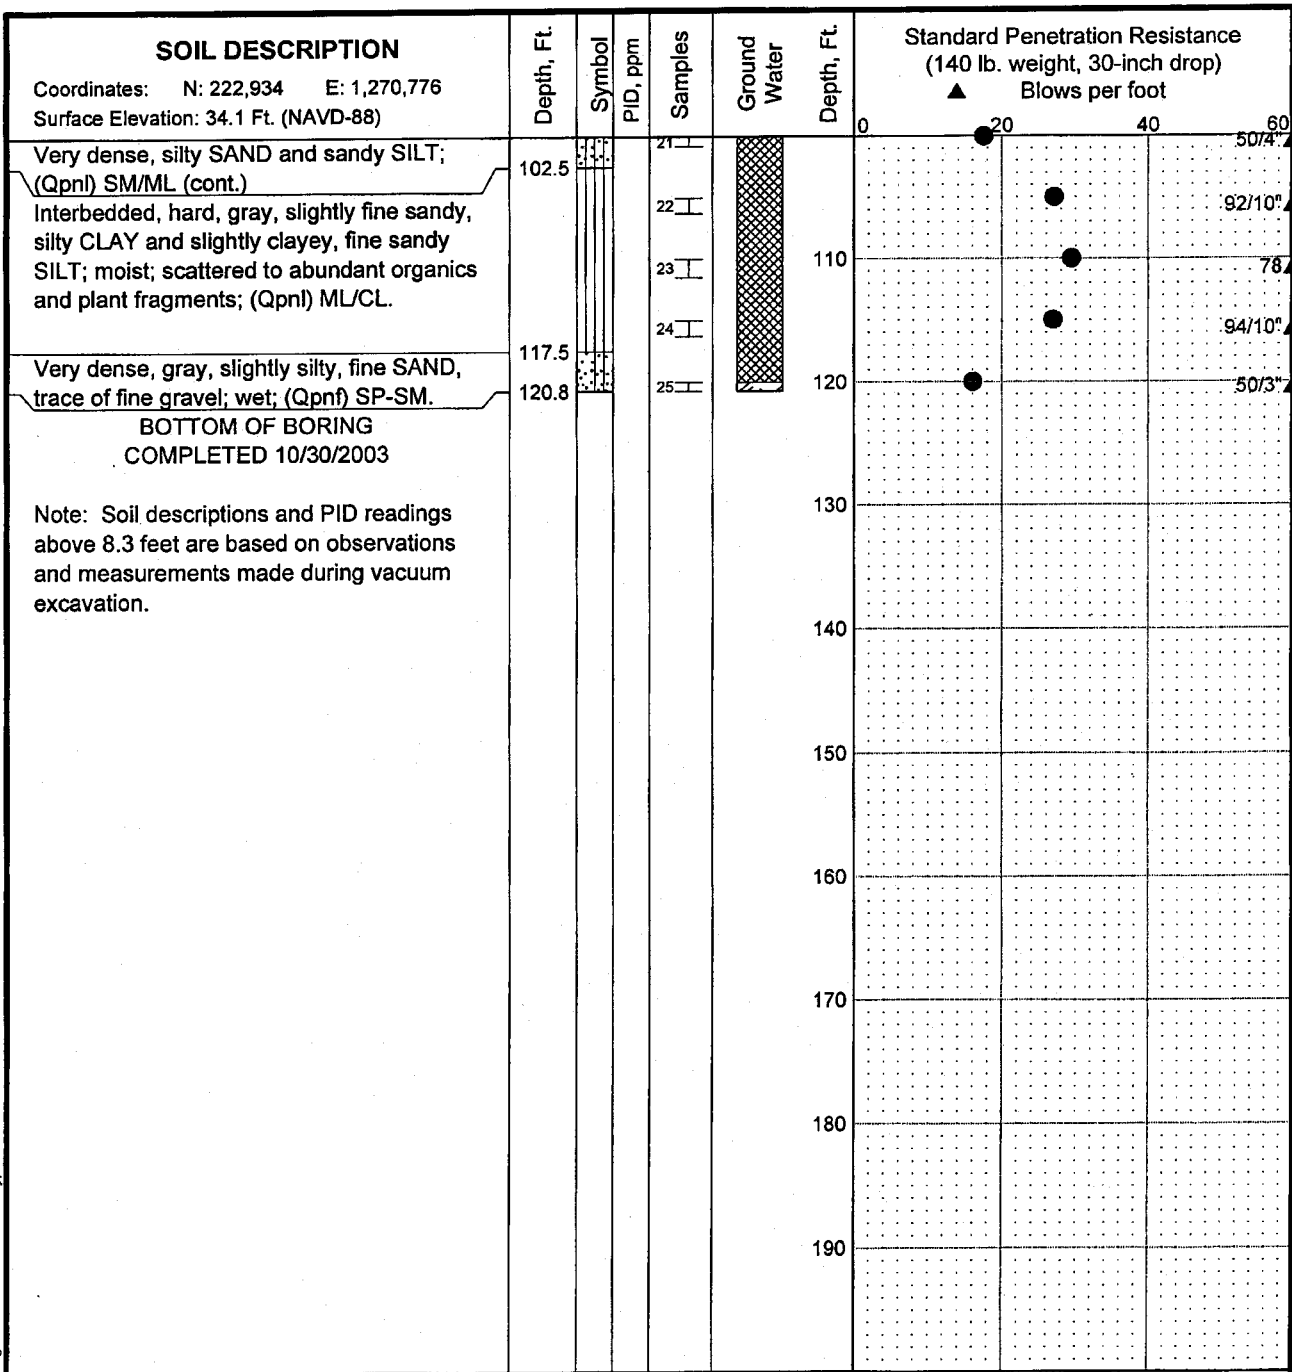 SOIL DESCRIPTION
Coordinates: N: 222,934 E: 1,270,776
Surface Elevation: 34.1 Ft. (NAVD-88)
Depth, Ft.
Symbol
PID, ppm
Samples
Ground
Water
Depth, Ft.
Standard Penetration Resistance
(140 lb. weight, 30-inch drop)
▲ Blows per foot
0 20 40 60
Very dense, silty SAND and sandy SILT;
(Qpnl) SM/ML (cont.)
102.5
Interbedded, hard, gray, slightly fine sandy,
silty CLAY and slightly clayey, fine sandy
SILT; moist; scattered to abundant organics
and plant fragments; (Qpnl) ML/CL.
117.5
Very dense, gray, slightly silty, fine SAND,
trace of fine gravel; wet; (Qpnf) SP-SM.
120.8
BOTTOM OF BORING
COMPLETED 10/30/2003
Note: Soil descriptions and PID readings
above 8.3 feet are based on observations
and measurements made during vacuum
excavation.
21
22
23
24
25
110
120
130
140
150
160
170
180
190
50/4"
92/10"
78
94/10"
50/3"